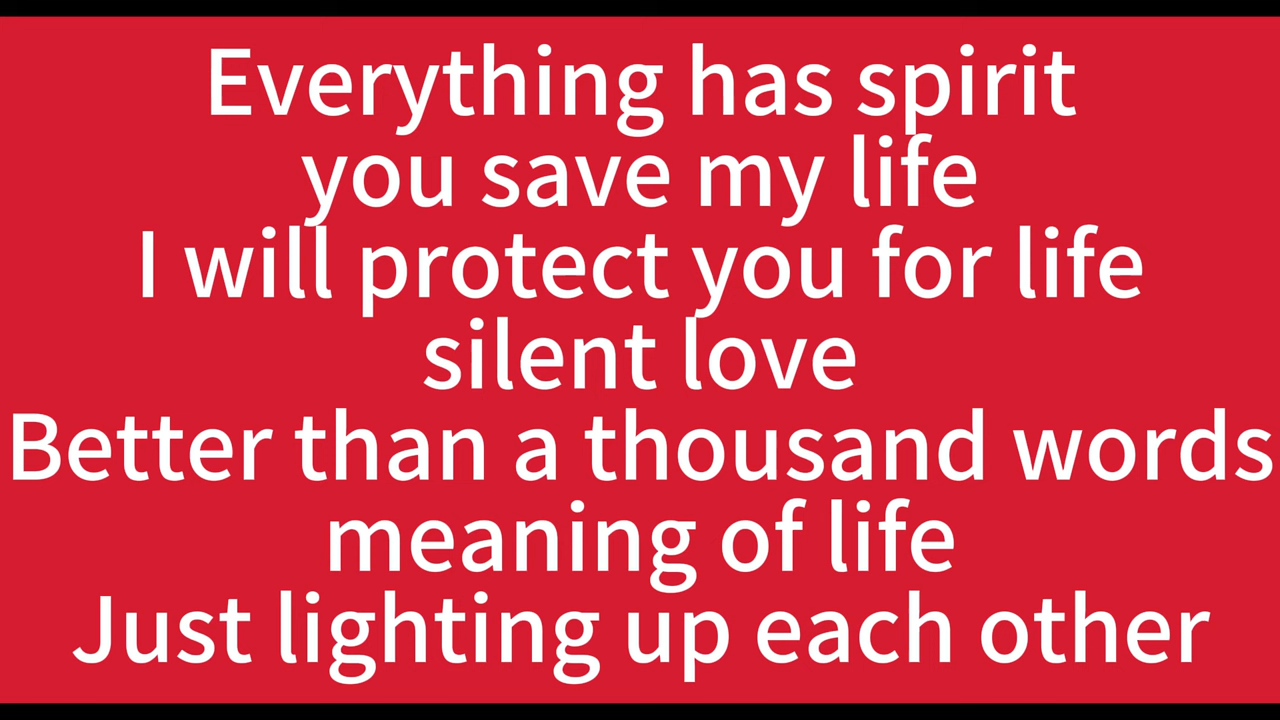 Everything has spirit
you save my life
I will protect you for life
silent love
Better than a thousand words
meaning of life
Just lighting up each other